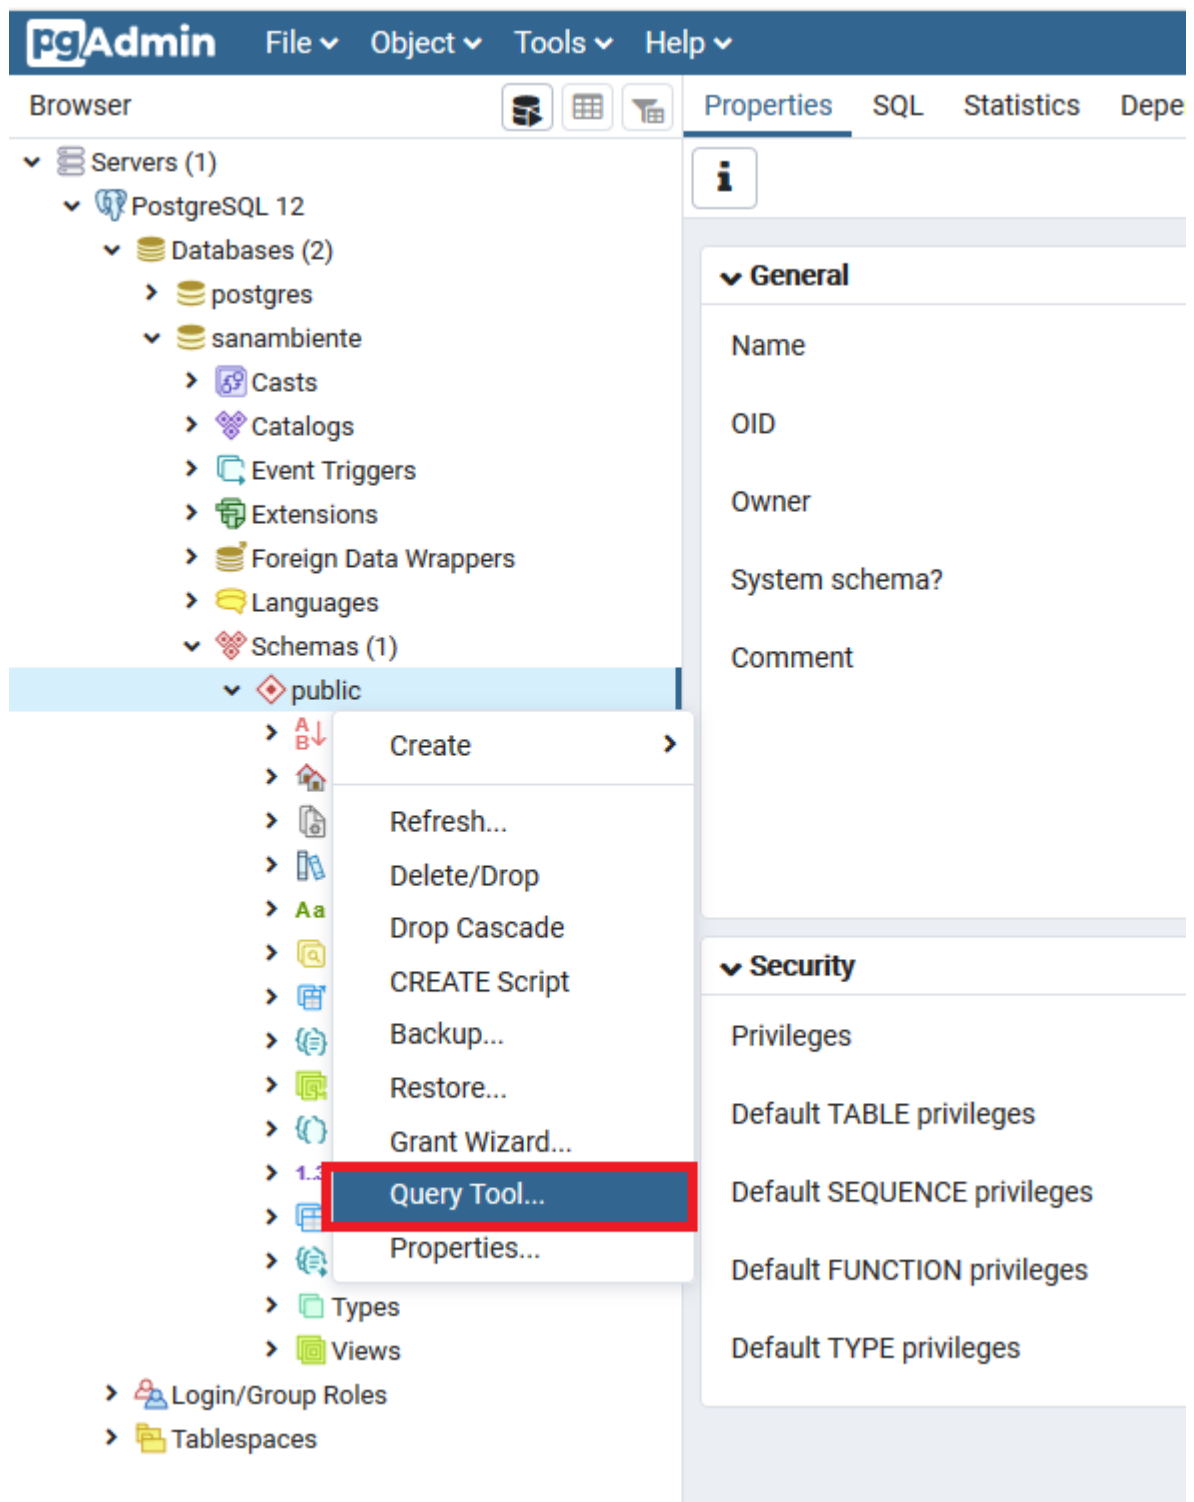 pgAdmin File Object Tools Help
Browser
Properties SQL Statistics Depe
Servers (1)
PostgreSQL 12
Databases (2)
postgres
sanambiente
Casts
Catalogs
Event Triggers
Extensions
Foreign Data Wrappers
Languages
Schemas (1)
public
Create
Refresh...
Delete/Drop
Drop Cascade
CREATE Script
Backup...
Restore...
Grant Wizard...
Query Tool...
Properties...
Types
Views
Login/Group Roles
Tablespaces
General
Name
OID
Owner
System schema?
Comment
Security
Privileges
Default TABLE privileges
Default SEQUENCE privileges
Default FUNCTION privileges
Default TYPE privileges